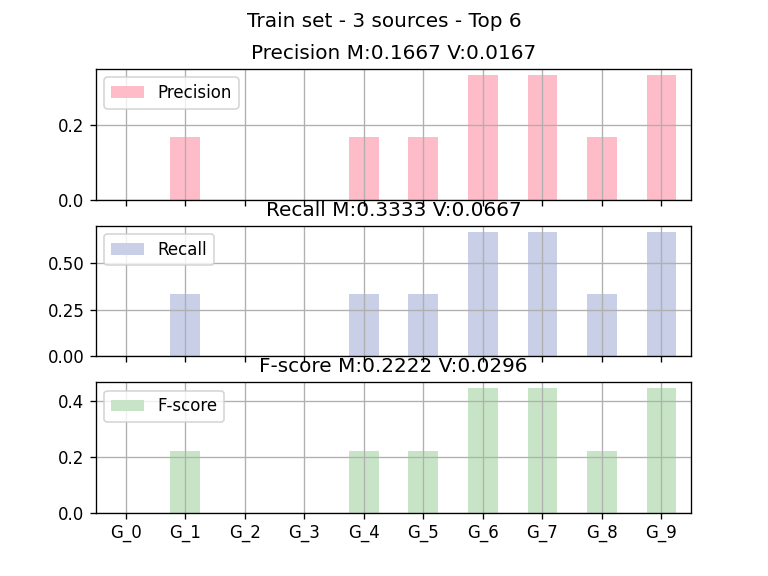 Train set - 3 sources - Top 6
Precision M:0.1667 V:0.0167
Precision
0.2
0.0
Recall M:0.3333 V:0.0667
Recall
0.50
0.25
0.00
F-score M:0.2222 V:0.0296
F-score
0.4
0.2
0.0
G_0 G_1 G_2 G_3 G_4 G_5 G_6 G_7 G_8 G_9